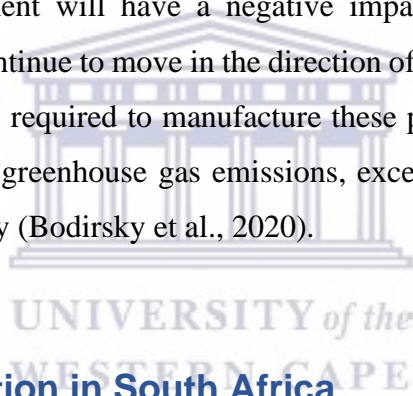 ent will have a negative impa
ntinue to move in the direction of
required to manufacture these p
greenhouse gas emissions, exce
y (Bodirsky et al., 2020).
UNIVERSITY of the
WESTERN CAPE
tion in South Africa